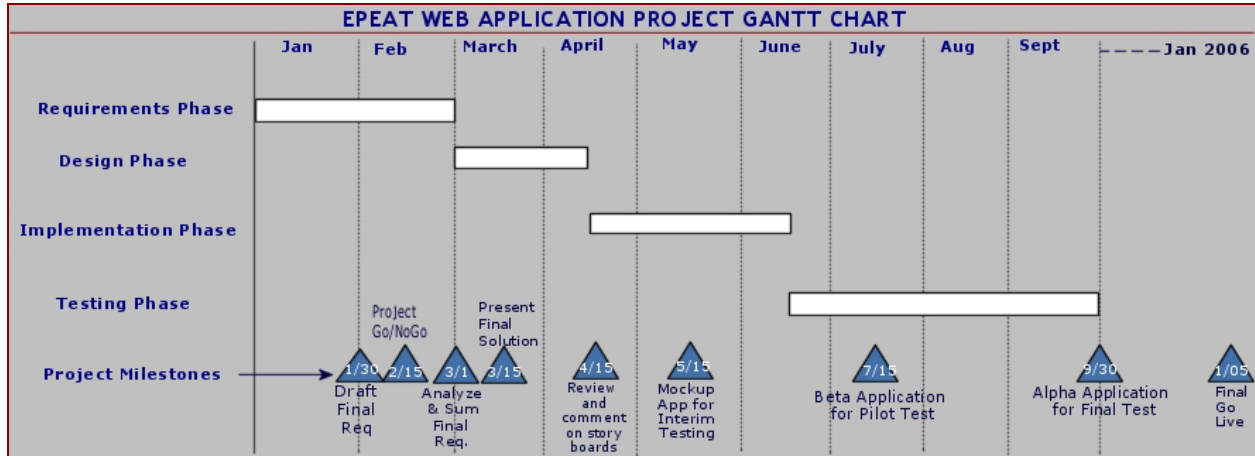 EPEAT WEB APPLICATION PROJECT GANTT CHART
Jan Feb March April May June July Aug Sept Jan 2006
Requirements Phase
Design Phase
Implementation Phase
Testing Phase
Project
Go/NoGo
Present
Final
Solution
Project Milestones
1/30 2/15 3/1 3/15 4/15 5/15 7/15 9/30 1/05
Draft
Final
Req
Analyze
& Sum
Final
Req.
Review
and
comment
on story
boards
Mockup
App for
Interim
Testing
Beta Application
for Pilot Test
Alpha Application
for Final Test
Final
Go
Live